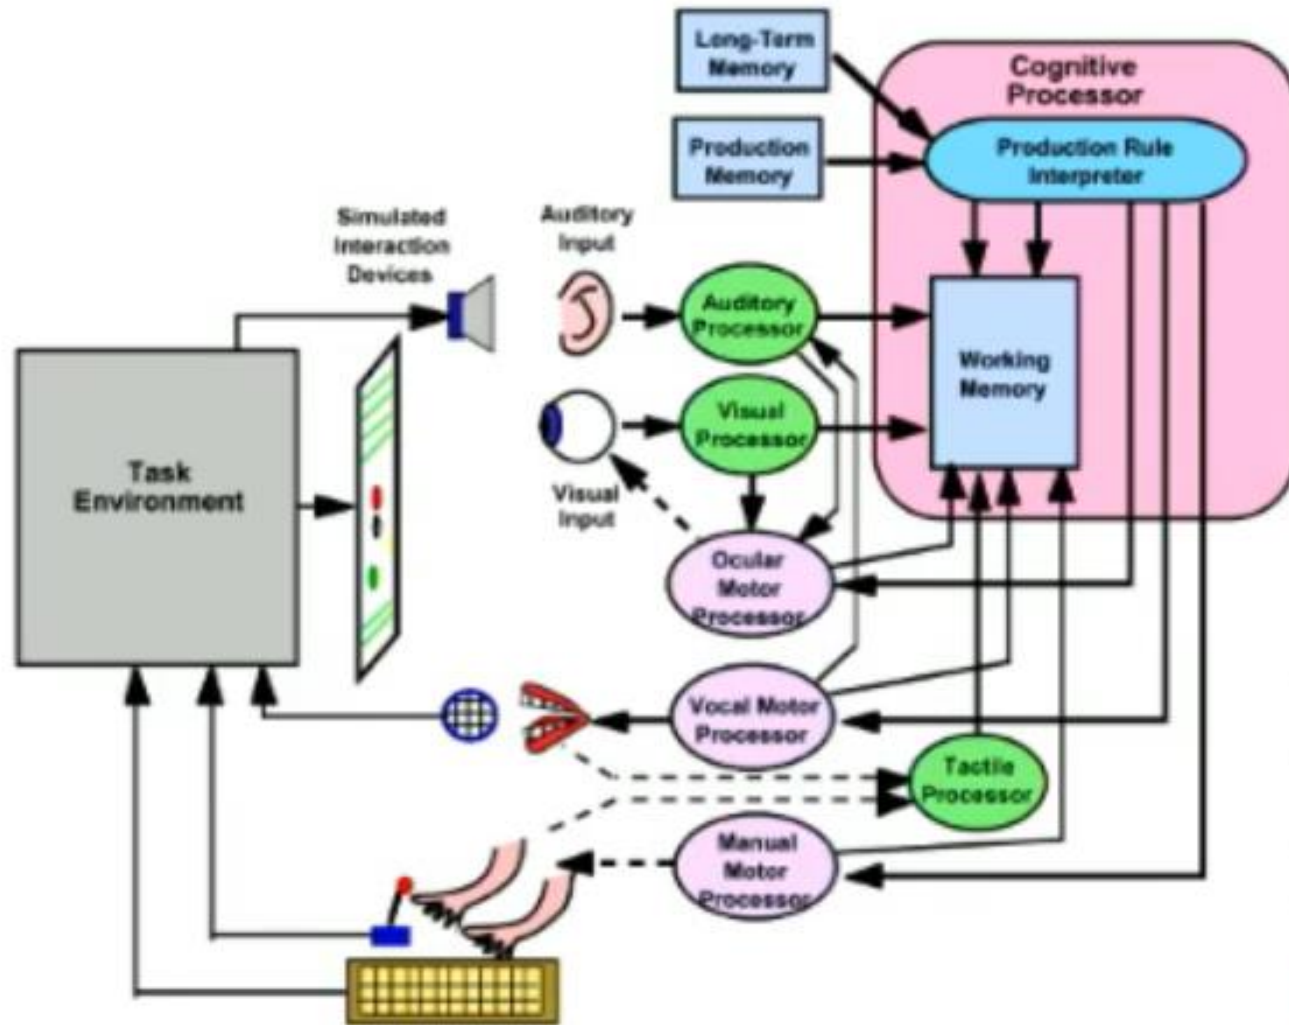 Long-Term
Memory
Cognitive
Processor
Production
Memory
Production Rule
Interpreter
Simulated
Interaction
Devices
Auditory
Input
Auditory
Processor
Working
Memory
Visual
Processor
Task
Environment
Visual
Input
Ocular
Motor
Processor
Vocal Motor
Processor
Tactile
Processor
Manual
Motor
Processor